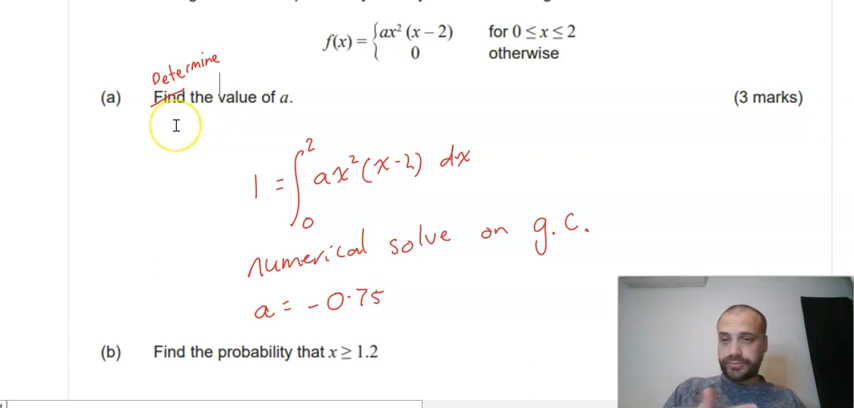 f(x) = { ax² (x − 2) for 0 ≤ x ≤ 2
0 otherwise
Determine
(a) Find the value of a. (3 marks)
1 = ∫₀² ax²(x-2) dx
numerical solve on g.c.
a = -0.75
(b) Find the probability that x ≥ 1.2